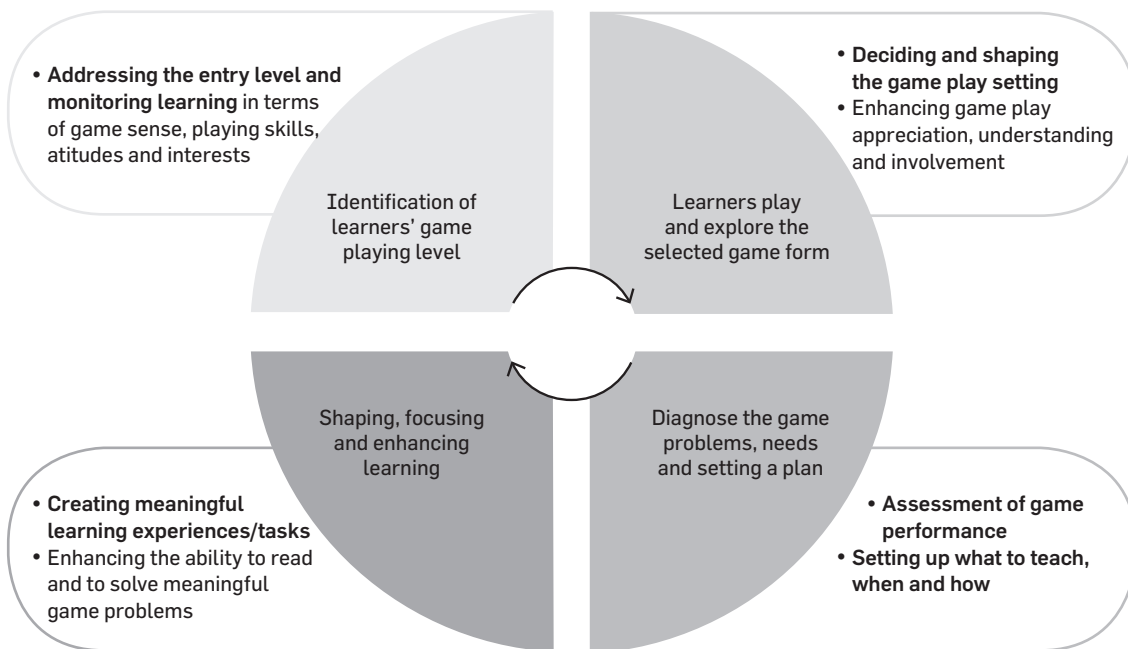 • Addressing the entry level and
monitoring learning in terms
of game sense, playing skills,
atitudes and interests
Identification of
learners’ game
playing level
• Deciding and shaping
the game play setting
• Enhancing game play
appreciation, understanding
and involvement
Learners play
and explore the
selected game form
Shaping, focusing
and enhancing
learning
• Creating meaningful
learning experiences/tasks
• Enhancing the ability to read
and to solve meaningful
game problems
Diagnose the game
problems, needs
and setting a plan
• Assessment of game
performance
• Setting up what to teach,
when and how